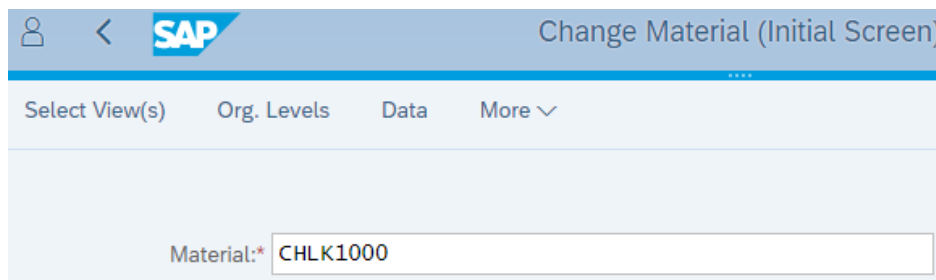 SAP Change Material (Initial Screen)
Select View(s) Org. Levels Data More
Material:* CHLK1000